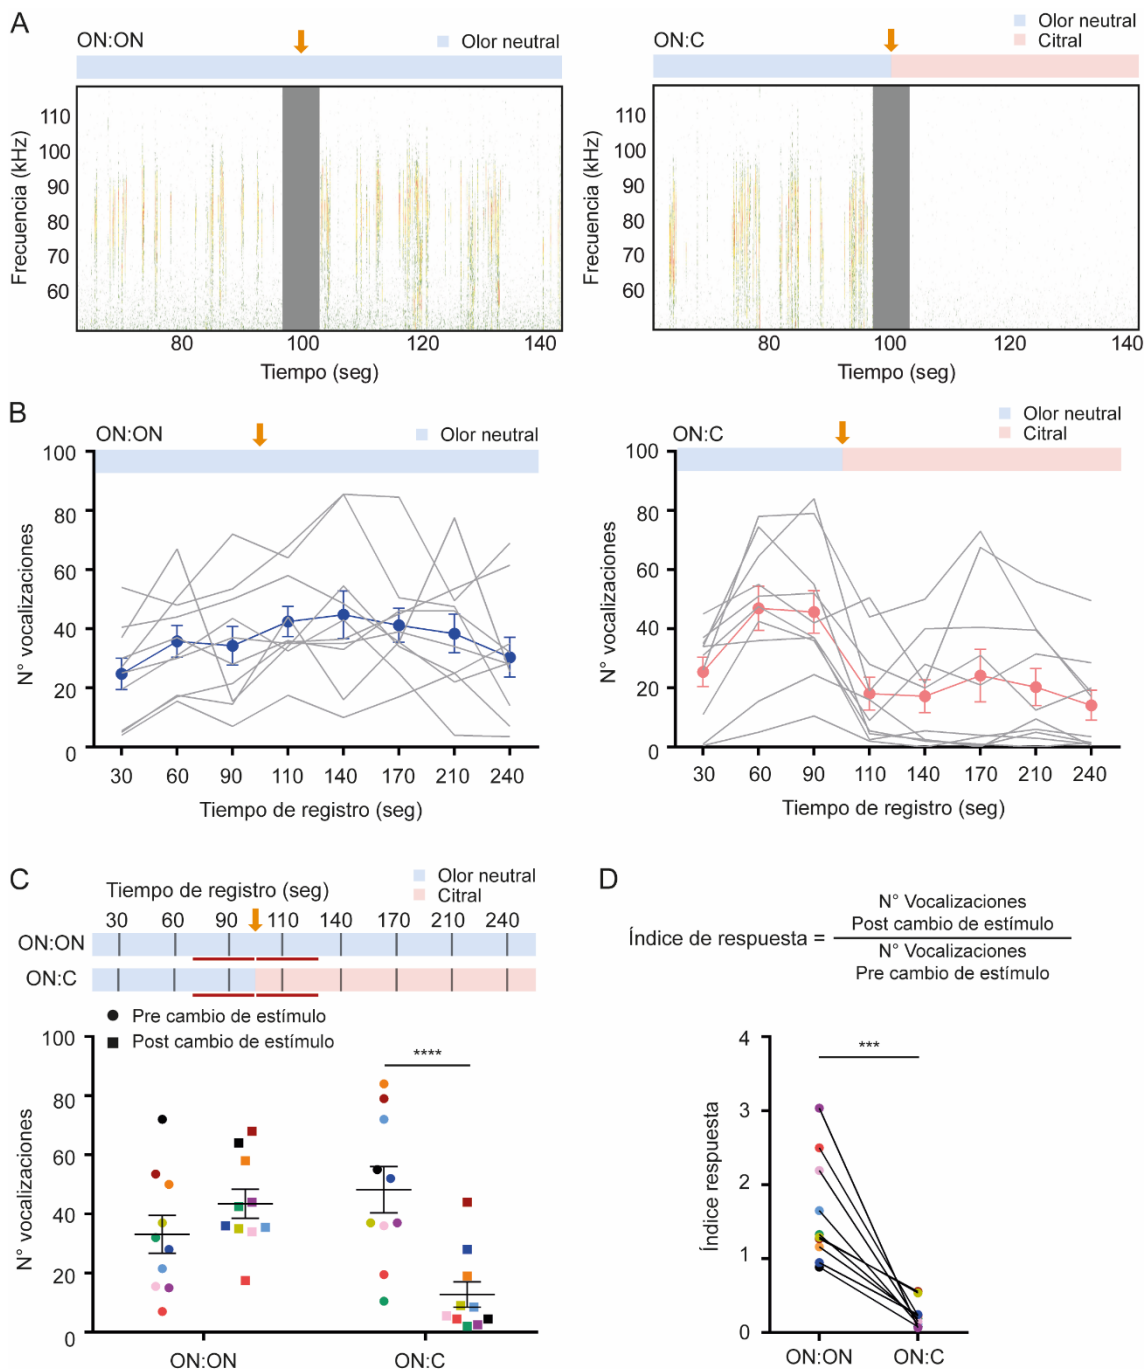 A
ON:ON
Olor neutral
Frecuencia (kHz)
110
100
90
80
70
60
80
100
120
140
Tiempo (seg)
ON:C
Olor neutral
Citral
Frecuencia (kHz)
110
100
90
80
70
60
80
100
120
140
Tiempo (seg)
B
ON:ON
Olor neutral
N° vocalizaciones
100
80
60
40
20
0
30 60 90 110 140 170 210 240
Tiempo de registro (seg)
ON:C
Olor neutral
Citral
N° vocalizaciones
100
80
60
40
20
0
30 60 90 110 140 170 210 240
Tiempo de registro (seg)
C
Tiempo de registro (seg)
Olor neutral
Citral
30 60 90 110 140 170 220 240
ON:ON
ON:C
Pre cambio de estímulo
Post cambio de estímulo
N° vocalizaciones
100
80
60
40
20
0
****
ON:ON
ON:C
D
Índice de respuesta =
N° Vocalizaciones
Post cambio de estímulo
N° Vocalizaciones
Pre cambio de estímulo
Índice respuesta
4
3
2
1
0
***
ON:ON
ON:C